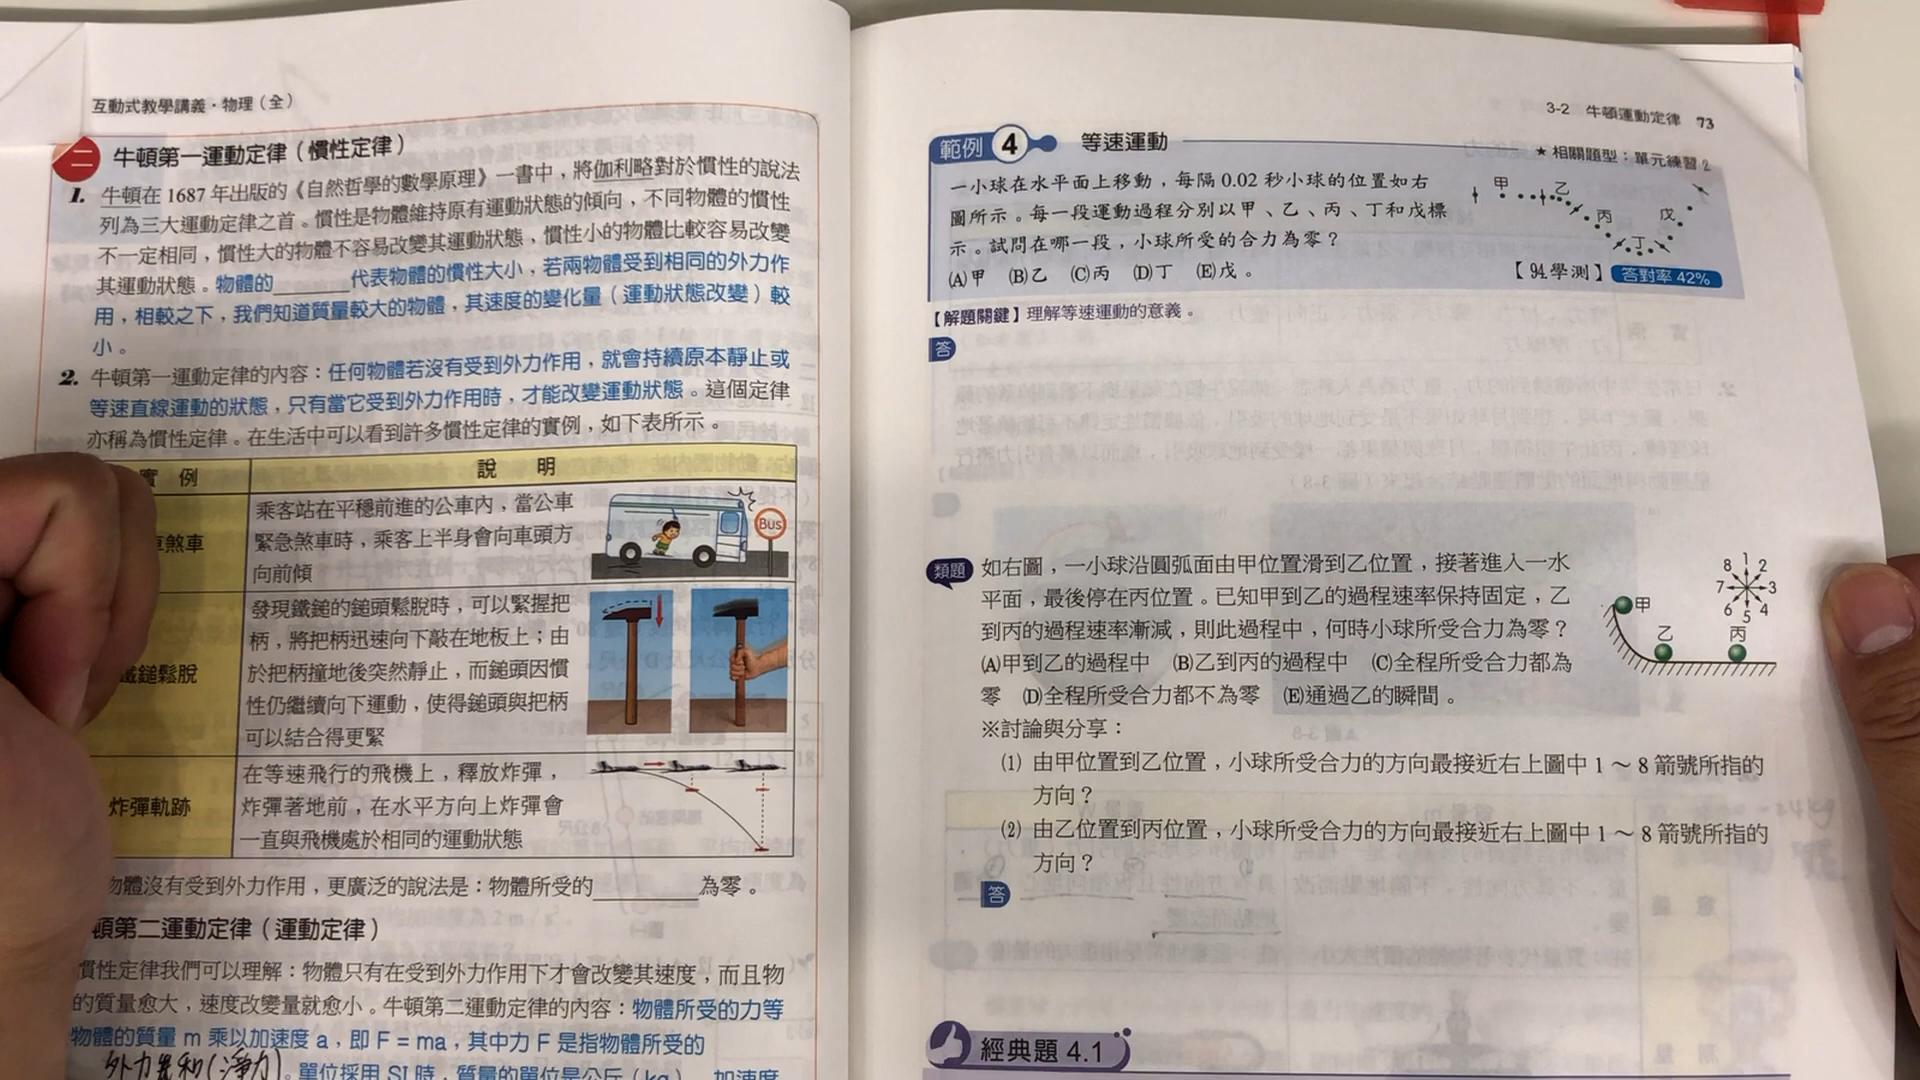 互動式教學講義・物理(全)
二 牛頓第一運動定律(慣性定律)
1. 牛頓在1687年出版的《自然哲學的數學原理》一書中,將伽利略對於慣性的說法
列為三大運動定律之首。慣性是物體維持原有運動狀態的傾向,不同物體的慣性
不一定相同,慣性大的物體不容易改變其運動狀態,慣性小的物體比較容易改變
其運動狀態。物體的______代表物體的慣性大小,若兩物體受到相同的外力作
用,相較之下,我們知道質量較大的物體,其速度的變化量(運動狀態改變)較
小。
2. 牛頓第一運動定律的內容:任何物體若沒有受到外力作用,就會持續原本靜止或
等速直線運動的狀態,只有當它受到外力作用時,才能改變運動狀態。這個定律
亦稱為慣性定律。在生活中可以看到許多慣性定律的實例,如下表所示。
實 例
說 明
煞車
乘客站在平穩前進的公車內,當公車
緊急煞車時,乘客上半身會向車頭方
向前傾
Bus
鐵鎚鬆脫
發現鐵鎚的鎚頭鬆脫時,可以緊握把
柄,將把柄迅速向下敲在地板上;由
於把柄撞地後突然靜止,而鎚頭因慣
性仍繼續向下運動,使得鎚頭與把柄
可以結合得更緊
炸彈軌跡
在等速飛行的飛機上,釋放炸彈,
炸彈著地前,在水平方向上炸彈會
一直與飛機處於相同的運動狀態
物體沒有受到外力作用,更廣泛的說法是:物體所受的________為零。
頓第二運動定律(運動定律)
慣性定律我們可以理解:物體只有在受到外力作用下才會改變其速度,而且物
的質量愈大,速度改變量就愈小。牛頓第二運動定律的內容:物體所受的力等
物體的質量 m 乘以加速度 a,即 F = ma,其中力 F 是指物體所受的
(淨力)。單位採用 SI 時,質量的單位是公斤(kg),加速度
3-2 牛頓運動定律 73
範例 4 等速運動
★相關題型:單元練習2
一小球在水平面上移動,每隔0.02秒小球的位置如右
圖所示。每一段運動過程分別以甲、乙、丙、丁和戊標
示。試問在哪一段,小球所受的合力為零?
(A)甲 (B)乙 (C)丙 (D)丁 (E)戊。
【94.學測】 答對率 42%
甲 乙 丙 丁 戊
【解題關鍵】理解等速運動的意義。
答
類題 如右圖,一小球沿圓弧面由甲位置滑到乙位置,接著進入一水
平面,最後停在丙位置。已知甲到乙的過程速率保持固定,乙
到丙的過程速率漸減,則此過程中,何時小球所受合力為零?
(A)甲到乙的過程中 (B)乙到丙的過程中 (C)全程所受合力都為
零 (D)全程所受合力都不為零 (E)通過乙的瞬間。
8 1 2
7 3
6 5 4
甲
乙 丙
※討論與分享:
(1) 由甲位置到乙位置,小球所受合力的方向最接近右上圖中1~8箭號所指的
方向?
(2) 由乙位置到丙位置,小球所受合力的方向最接近右上圖中1~8箭號所指的
方向?
答
經典題 4.1